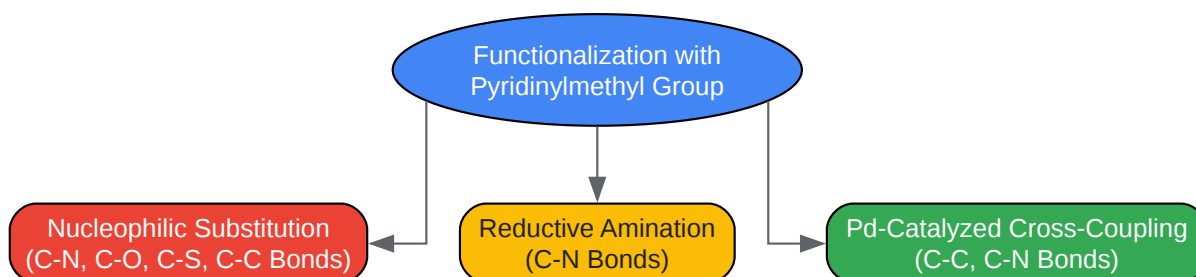 Functionalization with
Pyridinylmethyl Group
Nucleophilic Substitution
(C-N, C-O, C-S, C-C Bonds)
Reductive Amination
(C-N Bonds)
Pd-Catalyzed Cross-Coupling
(C-C, C-N Bonds)